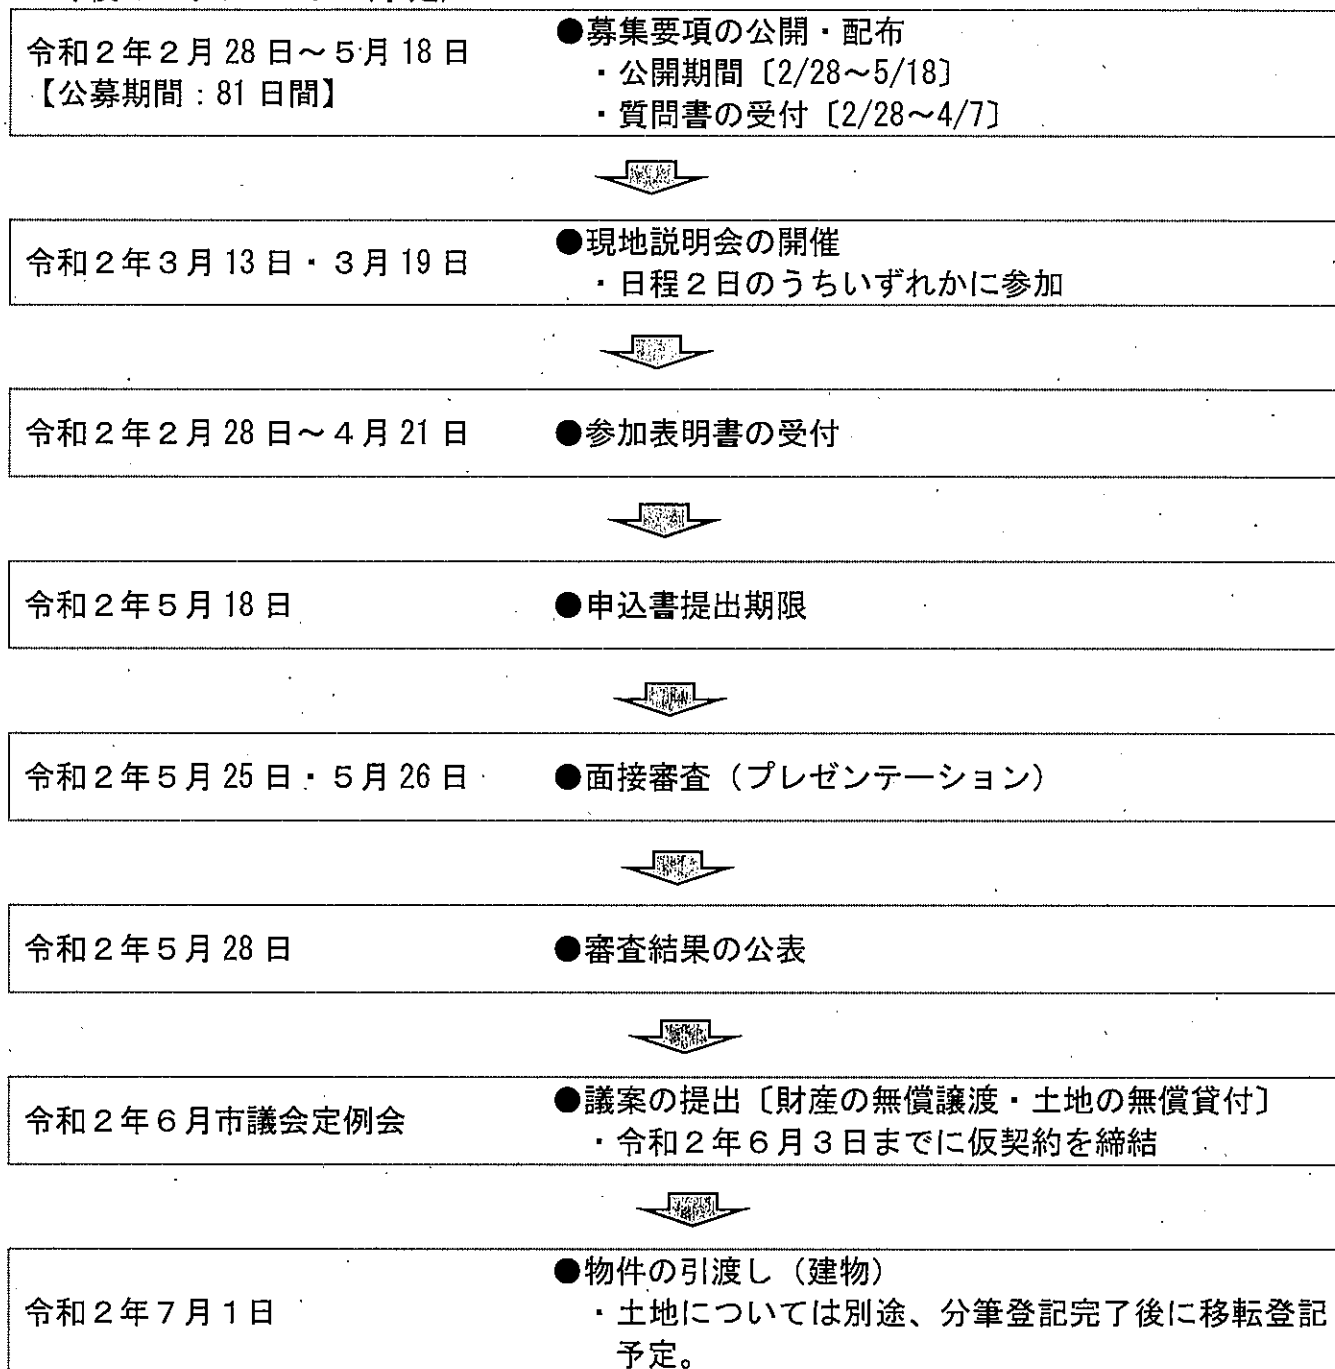 令和２年２月28日～５月18日
【公募期間：81日間】
●募集要項の公開・配布
・公開期間〔2/28～5/18〕
・質問書の受付〔2/28～4/7〕
令和２年３月13日・３月19日
●現地説明会の開催
・日程２日のうちいずれかに参加
令和２年２月28日～４月21日
●参加表明書の受付
令和２年５月18日
●申込書提出期限
令和２年５月25日・５月26日
●面接審査（プレゼンテーション）
令和２年５月28日
●審査結果の公表
令和２年６月市議会定例会
●議案の提出〔財産の無償譲渡・土地の無償貸付〕
・令和２年６月３日までに仮契約を締結
令和２年７月１日
●物件の引渡し（建物）
・土地については別途、分筆登記完了後に移転登記
予定。